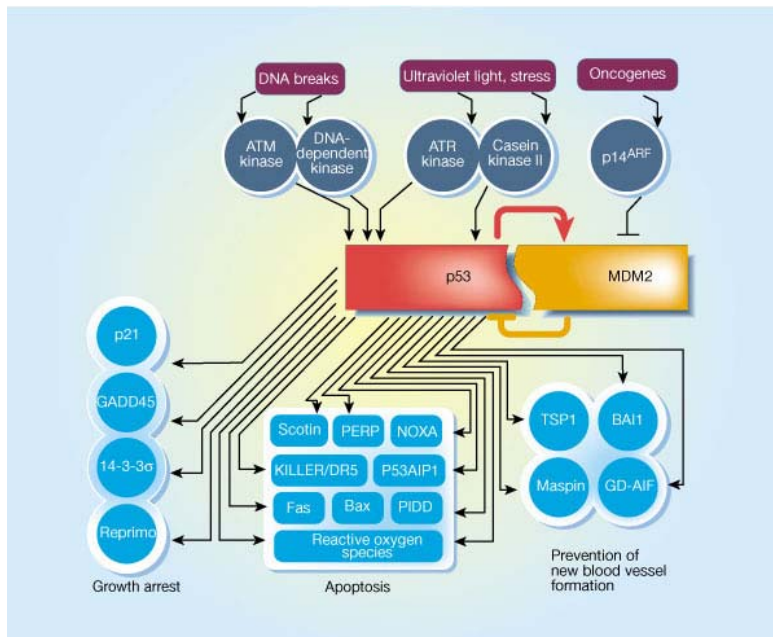 DNA breaks
Ultraviolet light, stress
Oncogenes
ATM
kinase
DNA-
dependent
kinase
ATR
kinase
Casein
kinase II
p14ARF
p53
MDM2
p21
GADD45
14-3-3σ
Reprimo
Growth arrest
Scotin
PERP
NOXA
KILLER/DR5
P53AIP1
Fas
Bax
PIDD
Reactive oxygen
species
Apoptosis
TSP1
BAI1
Maspin
GD-AIF
Prevention of
new blood vessel
formation